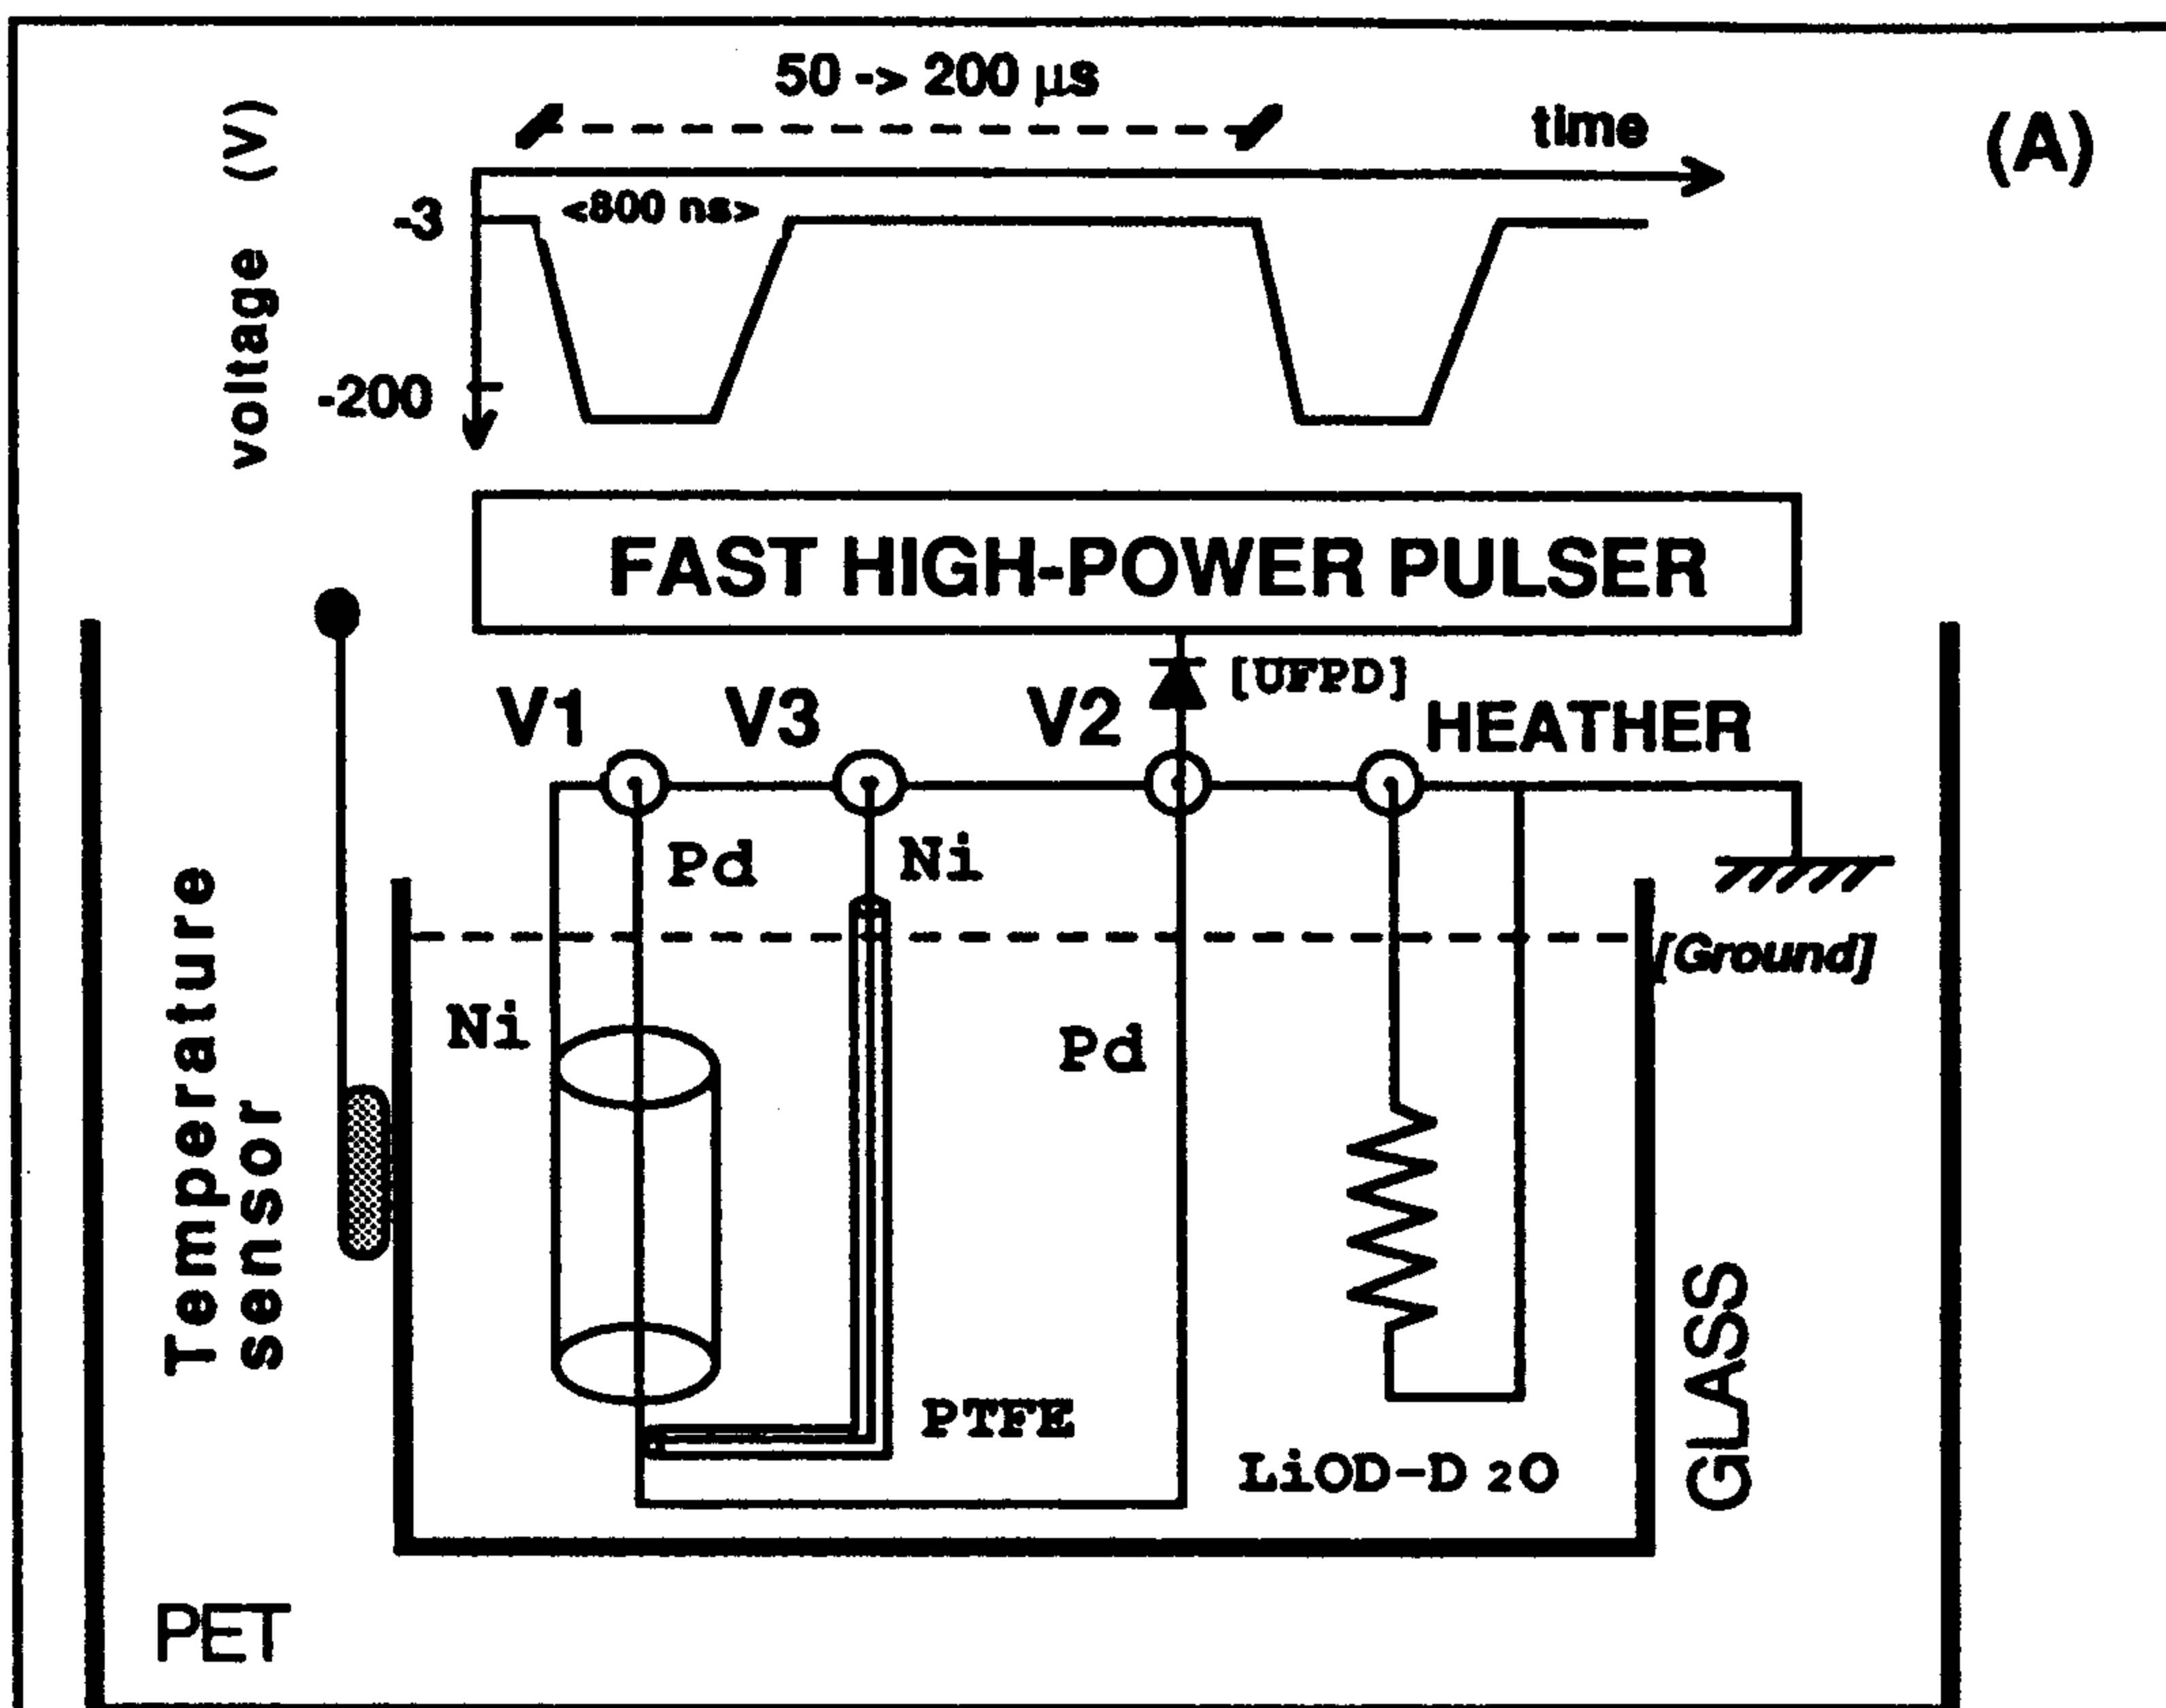 50 -> 200 µs
time
(A)
voltage (V)
-3
<800 ns>
-200
FAST HIGH-POWER PULSER
[UFPD]
V1
V3
V2
HEATHER
Pd
Ni
[Ground]
Ni
Pd
Temperature
sensor
PTFE
LiOD-D 2O
GLASS
PET